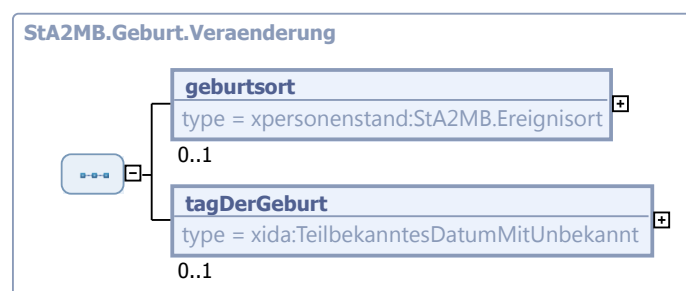 StA2MB.Geburt.Veraenderung
geburtsort
type = xpersonenstand:StA2MB.Ereignisort
0..1
tagDerGeburt
type = xida:TeilbekanntesDatumMitUnbekannt
0..1